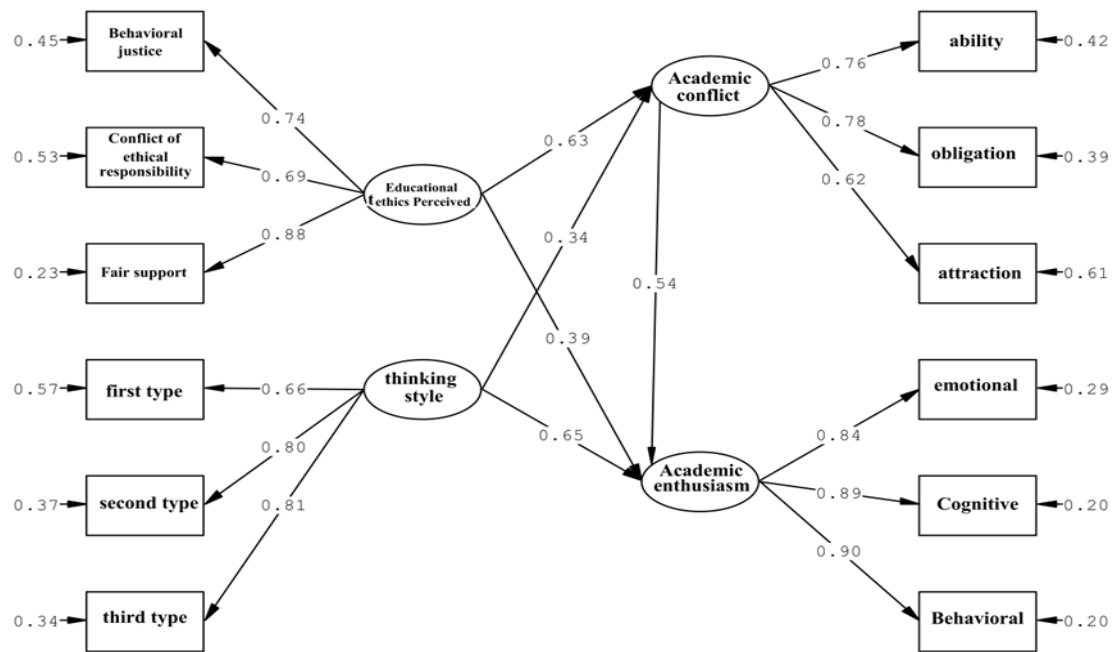 Behavioral
justice
0.45
0.74
Conflict of
ethical
responsibility
0.53
0.69
Educational
tethics Perceived
0.88
Fair support
0.23
first type
0.57
0.66
thinking
style
second type
0.37
0.80
third type
0.34
0.81
0.63
0.34
0.39
0.65
Academic
conflict
0.54
Academic
enthusiasm
0.76
ability
0.42
0.78
obligation
0.39
0.62
attraction
0.61
0.84
emotional
0.29
0.89
Cognitive
0.20
0.90
Behavioral
0.20